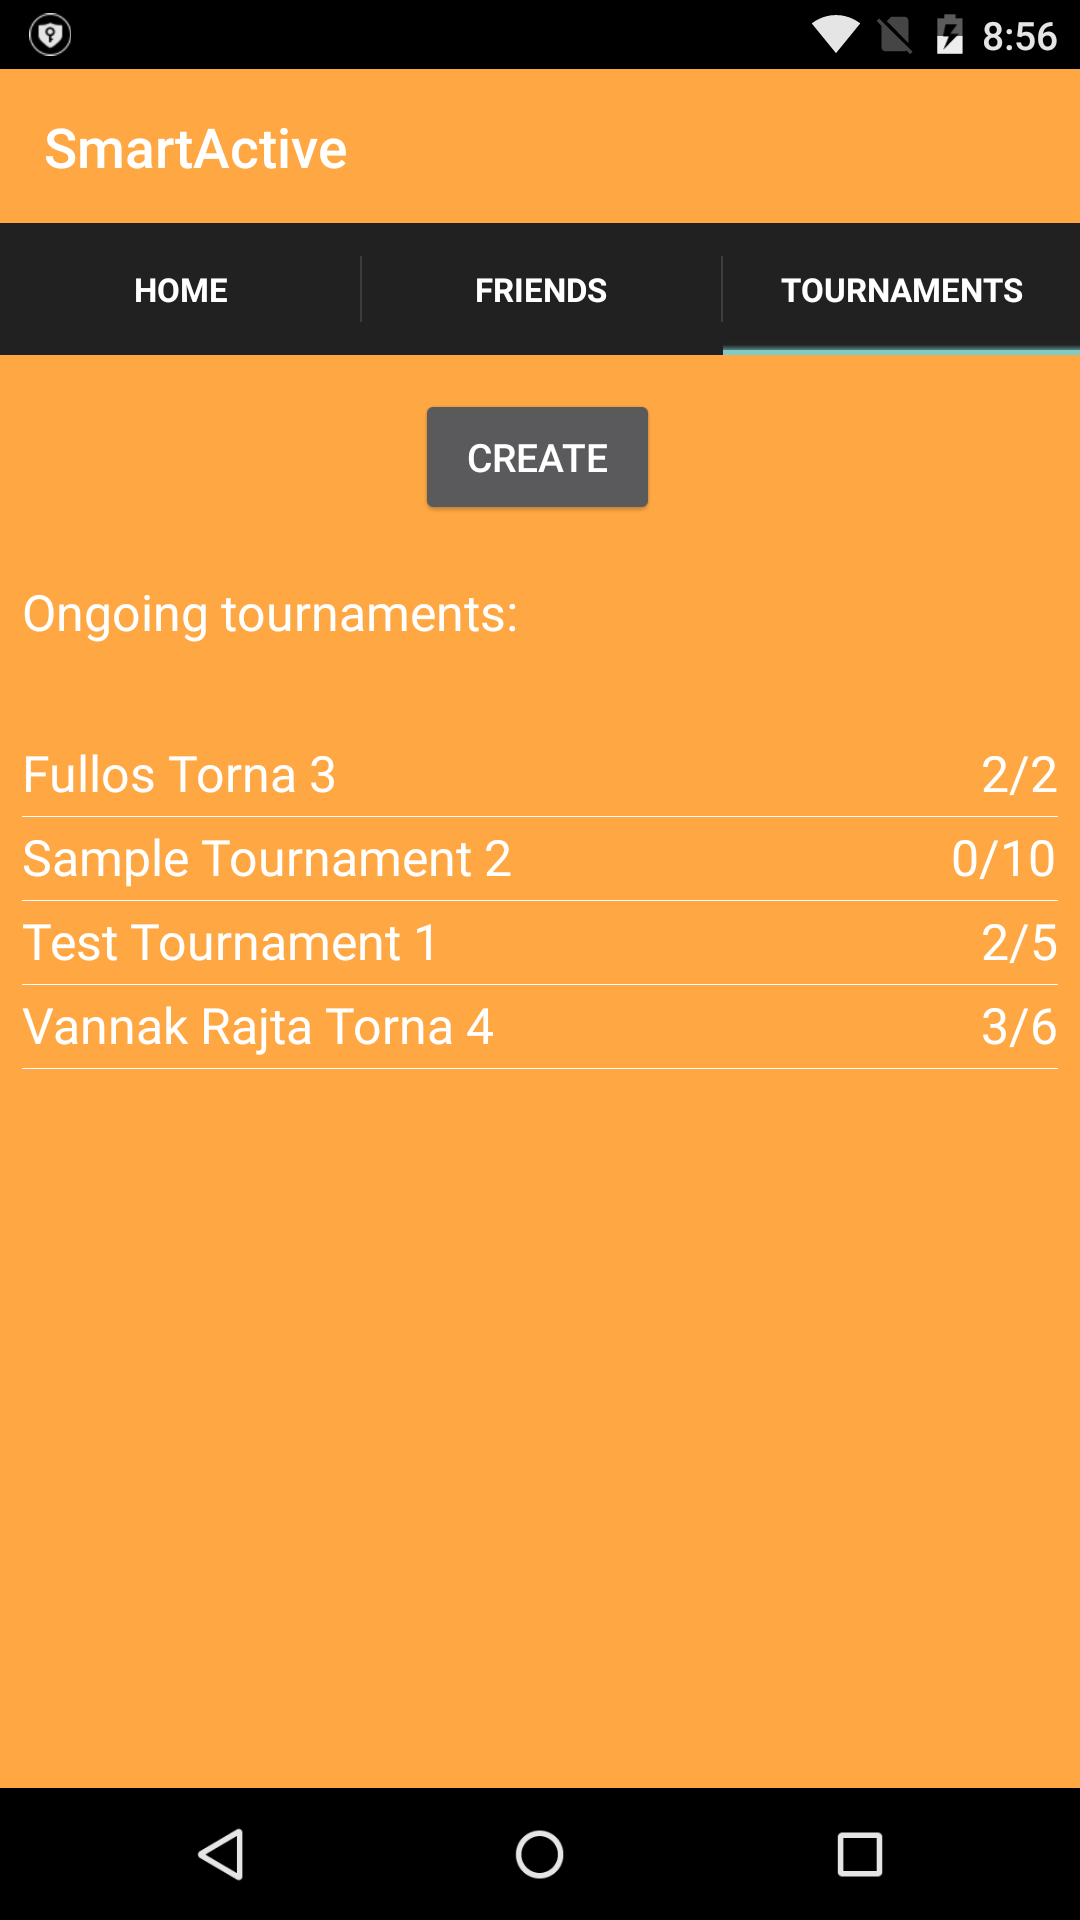 8:56
SmartActive
HOME FRIENDS TOURNAMENTS
CREATE
Ongoing tournaments:
Fullos Torna 3 2/2
Sample Tournament 2 0/10
Test Tournament 1 2/5
Vannak Rajta Torna 4 3/6